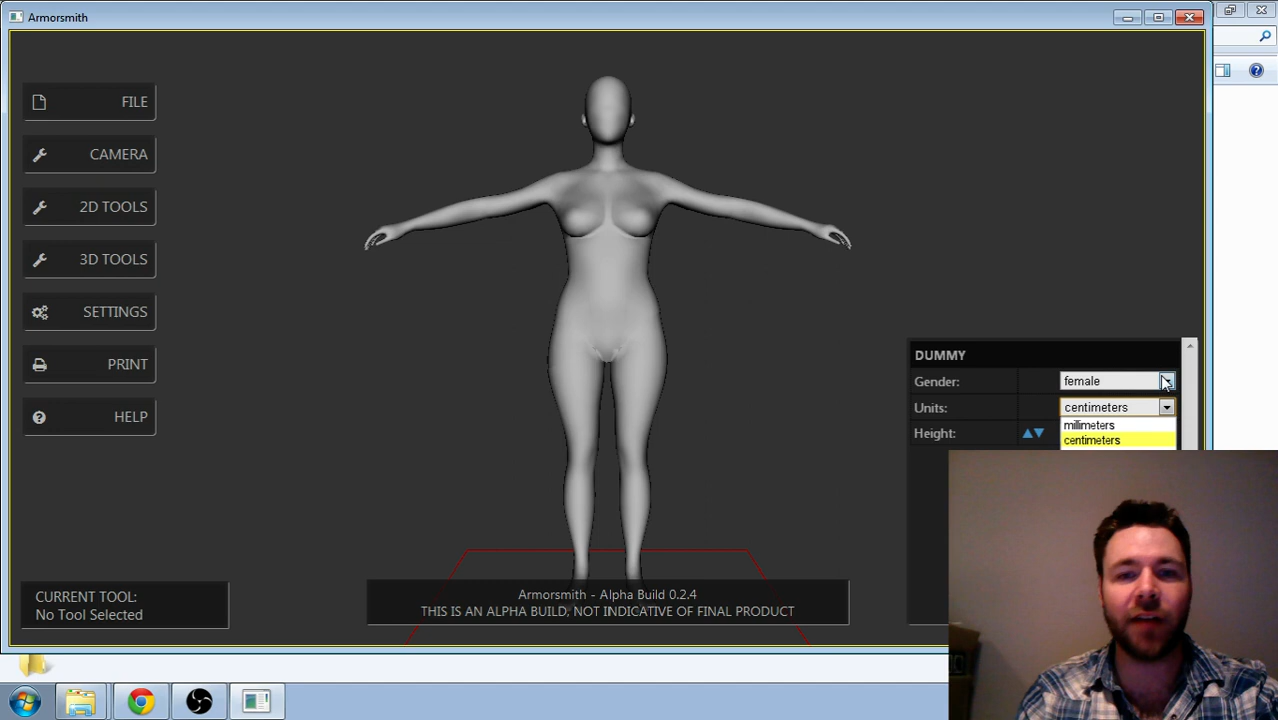 Armorsmith
FILE
CAMERA
2D TOOLS
3D TOOLS
SETTINGS
PRINT
HELP
DUMMY
Gender: female
Units: centimeters
millimeters
centimeters
Height:
CURRENT TOOL:
No Tool Selected
Armorsmith - Alpha Build 0.2.4
THIS IS AN ALPHA BUILD, NOT INDICATIVE OF FINAL PRODUCT